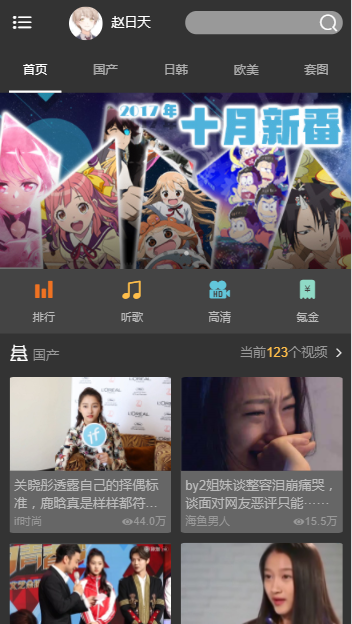 赵日天
首页 国产 日韩 欧美 套图
2017年 十月新番
排行 听歌 HD 高清 ¥ 氪金
国产 当前123个视频
if
L'OREAL
关晓彤透露自己的择偶标
准，鹿晗真是样样都符...
if时尚 44.0万
by2姐妹谈整容泪崩痛哭，
谈面对网友恶评只能……
海鱼男人 15.5万